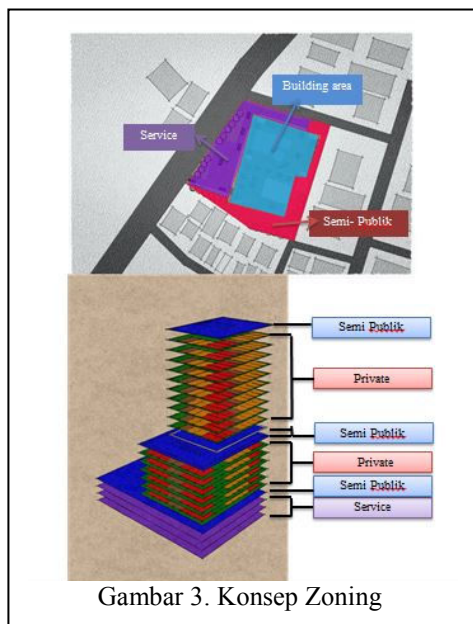 Building area
Service
Semi- Publik
Semi Publik
Private
Semi Publik
Private
Semi Publik
Service
Gambar 3. Konsep Zoning